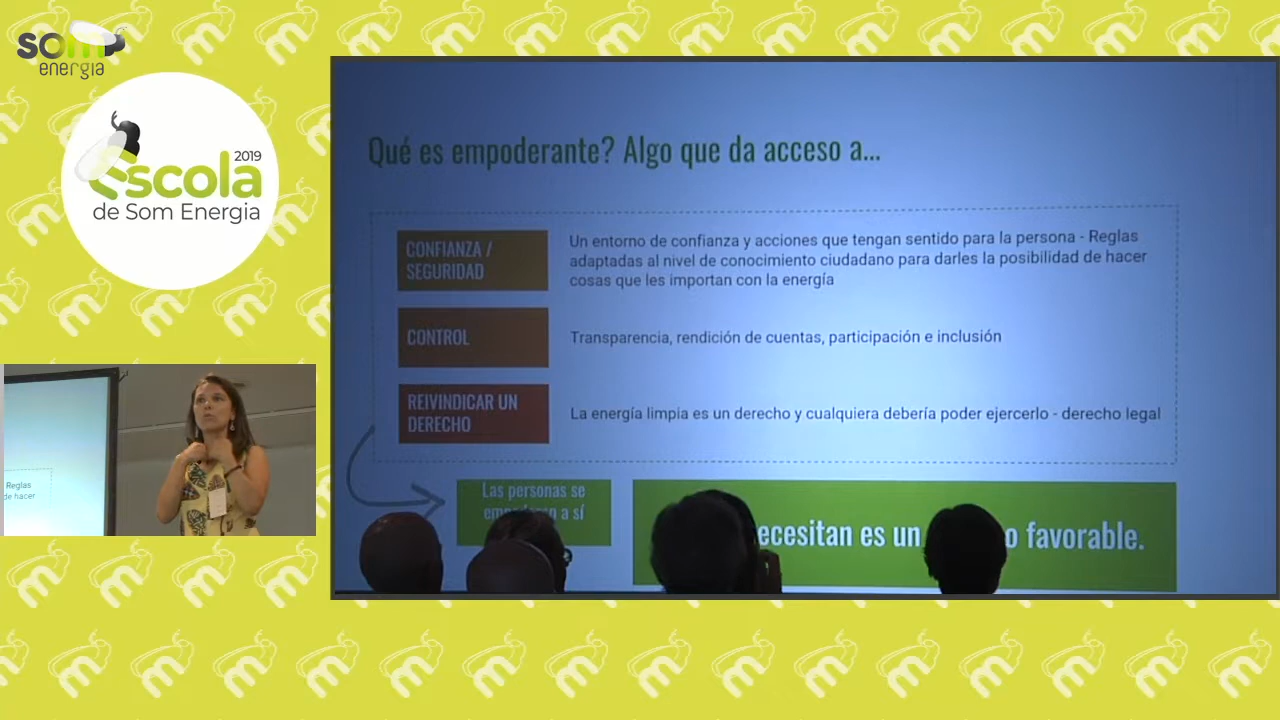 som
energia
2019
Escola
de Som Energia
Qué es empoderante? Algo que da acceso a...
CONFIANZA /
SEGURIDAD
Un entorno de confianza y acciones que tengan sentido para la persona - Reglas
adaptadas al nivel de conocimiento ciudadano para darles la posibilidad de hacer
cosas que les importan con la energía
CONTROL
Transparencia, rendición de cuentas, participación e inclusión
REIVINDICAR UN
DERECHO
La energía limpia es un derecho y cualquiera debería poder ejercerlo - derecho legal
Las personas se
a sí
ecesitan es un o favorable.
Reglas
de hacer